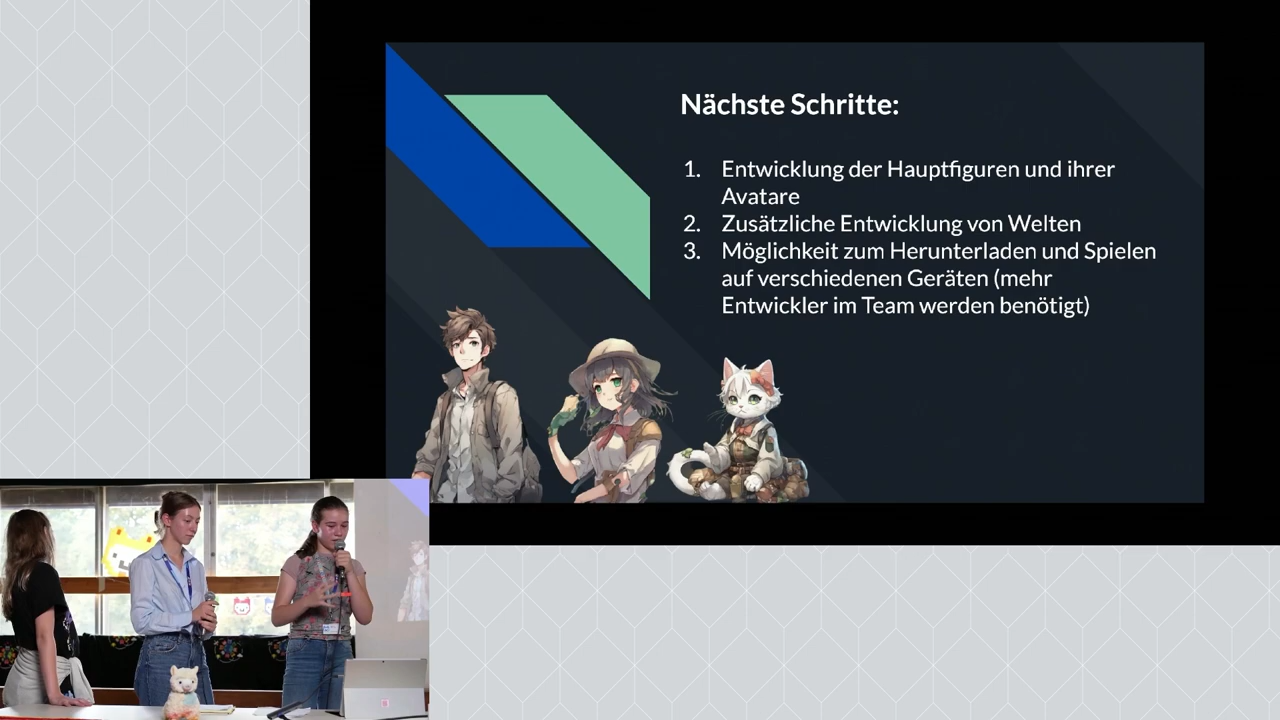 Nächste Schritte:
1. Entwicklung der Hauptfiguren und ihrer
Avatare
2. Zusätzliche Entwicklung von Welten
3. Möglichkeit zum Herunterladen und Spielen
auf verschiedenen Geräten (mehr
Entwickler im Team werden benötigt)